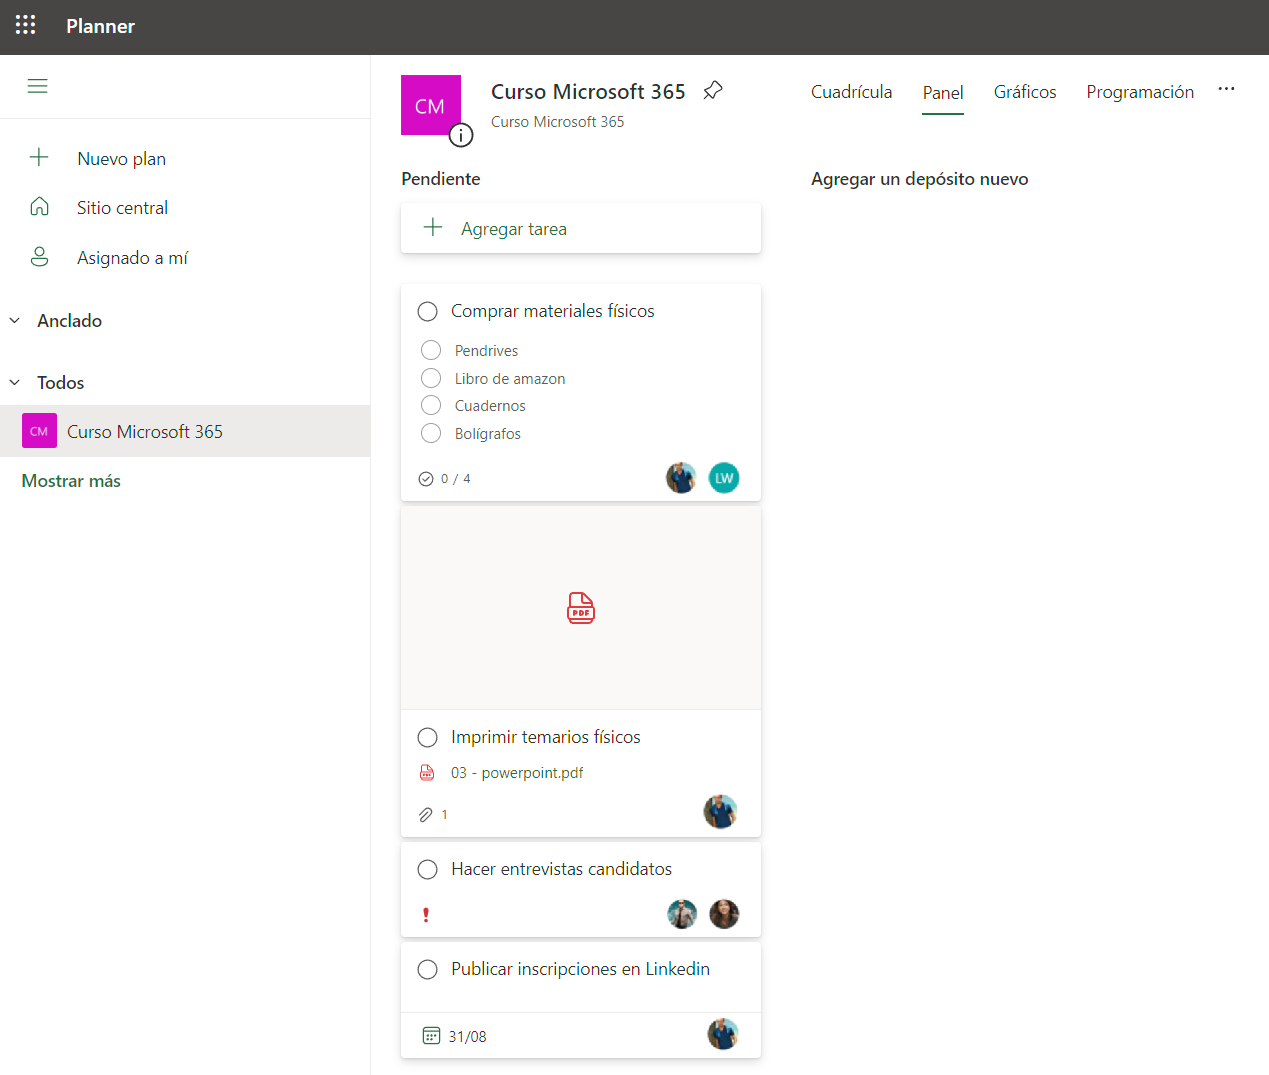 Planner
Nuevo plan
Sitio central
Asignado a mí
Anclado
Todos
CM Curso Microsoft 365
Mostrar más
CM
Curso Microsoft 365
Curso Microsoft 365
Cuadrícula Panel Gráficos Programación ...
Pendiente
Agregar tarea
Comprar materiales físicos
Pendrives
Libro de amazon
Cuadernos
Bolígrafos
0 / 4
LW
PDF
Imprimir temarios físicos
PDF 03 - powerpoint.pdf
1
Hacer entrevistas candidatos
Publicar inscripciones en Linkedin
31/08
Agregar un depósito nuevo